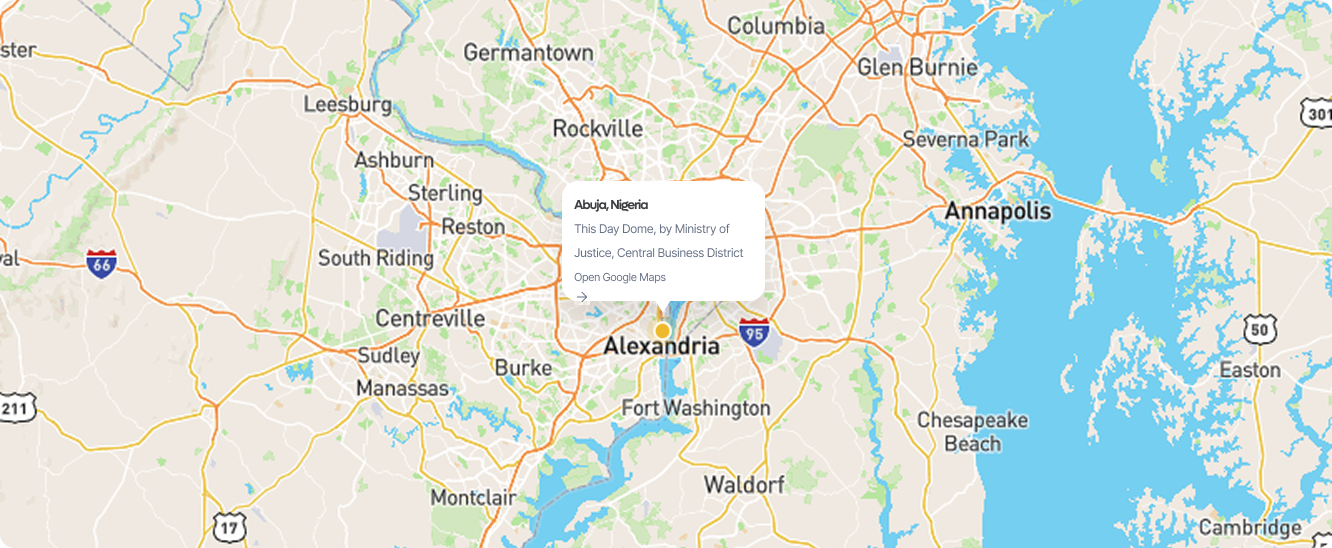 Columbia
Germantown
ster
Glen Burnie
Leesburg
301
Rockville
Severna Park
Ashburn
Sterling
Abuja, Nigeria
Annapolis
Reston
This Day Dome, by Ministry of
Justice, Central Business District
val
66
South Riding
Open Google Maps
→
Centreville
95
50
Alexandria
Sudley
Burke
Easton
Manassas
211
Fort Washington
Chesapeake
Beach
Waldorf
Montclair
17
Cambridge